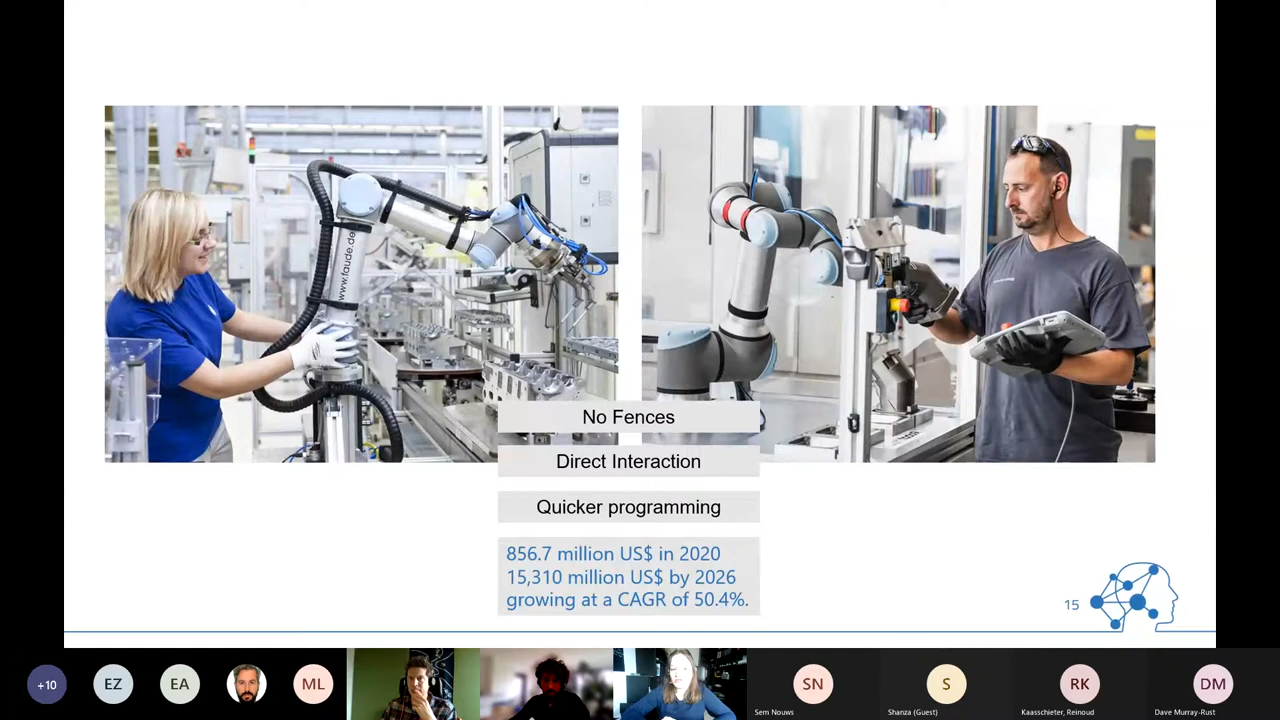 www.faude.de
No Fences
Direct Interaction
Quicker programming
856.7 million US$ in 2020
15,310 million US$ by 2026
growing at a CAGR of 50.4%.
15
+10
EZ
EA
ML
SN
Sem Nouws
S
Shanza (Guest)
RK
Kaasschieter, Reinoud
DM
Dave Murray-Rust